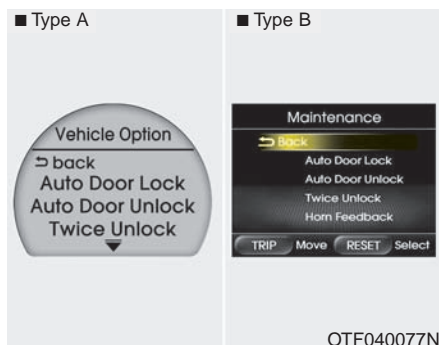 ■ Type A
Vehicle Option
⮌ back
Auto Door Lock
Auto Door Unlock
Twice Unlock
▼
■ Type B
Maintenance
⮌ Back
Auto Door Lock
Auto Door Unlock
Twice Unlock
Horn Feedback
TRIP Move RESET Select
OTF040077N